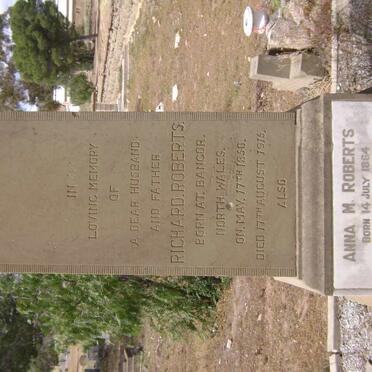 IN
LOVING MEMORY
OF
A DEAR HUSBAND,
AND FATHER
RICHARD ROBERTS.
BORN AT, BANGOR,
NORTH WALES.
ON, MAY, 17TH 1850.
DIED 17TH AUGUST 1915.
ALSO
ANNA M. ROBERTS
BORN 14 JULY 1864